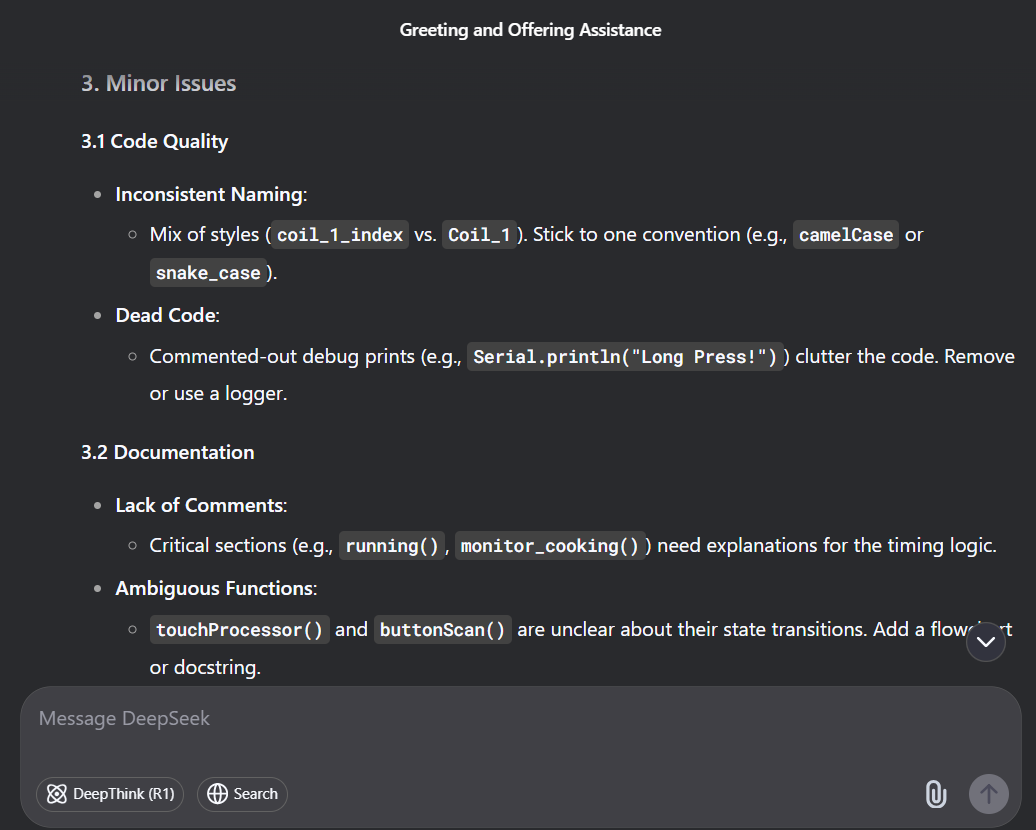 Greeting and Offering Assistance
3. Minor Issues
3.1 Code Quality
Inconsistent Naming:
Mix of styles (coil_1_index vs. Coil_1). Stick to one convention (e.g., camelCase or
snake_case).
Dead Code:
Commented-out debug prints (e.g., Serial.println("Long Press!")) clutter the code. Remove
or use a logger.
3.2 Documentation
Lack of Comments:
Critical sections (e.g., running(), monitor_cooking()) need explanations for the timing logic.
Ambiguous Functions:
touchProcessor() and buttonScan() are unclear about their state transitions. Add a flowchart
or docstring.
Message DeepSeek
DeepThink (R1)
Search